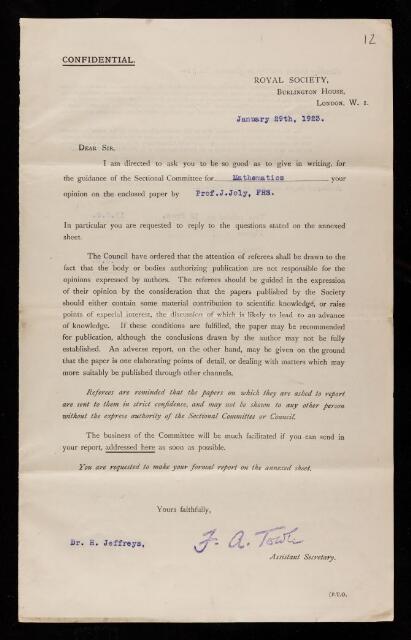 12
CONFIDENTIAL.
ROYAL SOCIETY,
BURLINGTON HOUSE,
LONDON, W. 1.
January 29th, 1923.
DEAR SIR,
I am directed to ask you to be so good as to give in writing, for
the guidance of the Sectional Committee for Mathematics your
opinion on the enclosed paper by Prof.J.Joly, FRS.
In particular you are requested to reply to the questions stated on the annexed
sheet.
The Council have ordered that the attention of referees shall be drawn to the
fact that the body or bodies authorizing publication are not responsible for the
opinions expressed by authors. The referees should be guided in the expression
of their opinion by the consideration that the papers published by the Society
should either contain some material contribution to scientific knowledge, or raise
points of especial interest, the discussion of which is likely to lead to an advance
of knowledge. If these conditions are fulfilled, the paper may be recommended
for publication, although the conclusions drawn by the author may not be fully
established. An adverse report, on the other hand, may be given on the ground
that the paper is one elaborating points of detail, or dealing with matters which may
more suitably be published through other channels.
Referees are reminded that the papers on which they are asked to report
are sent to them in strict confidence, and may not be shown to any other person
without the express authority of the Sectional Committee or Council.
The business of the Committee will be much facilitated if you can send in
your report, addressed here as soon as possible.
You are requested to make your formal report on the annexed sheet.
Yours faithfully,
F. A. Towle
Dr. H. Jeffreys,
Assistant Secretary.
[P.T.O.